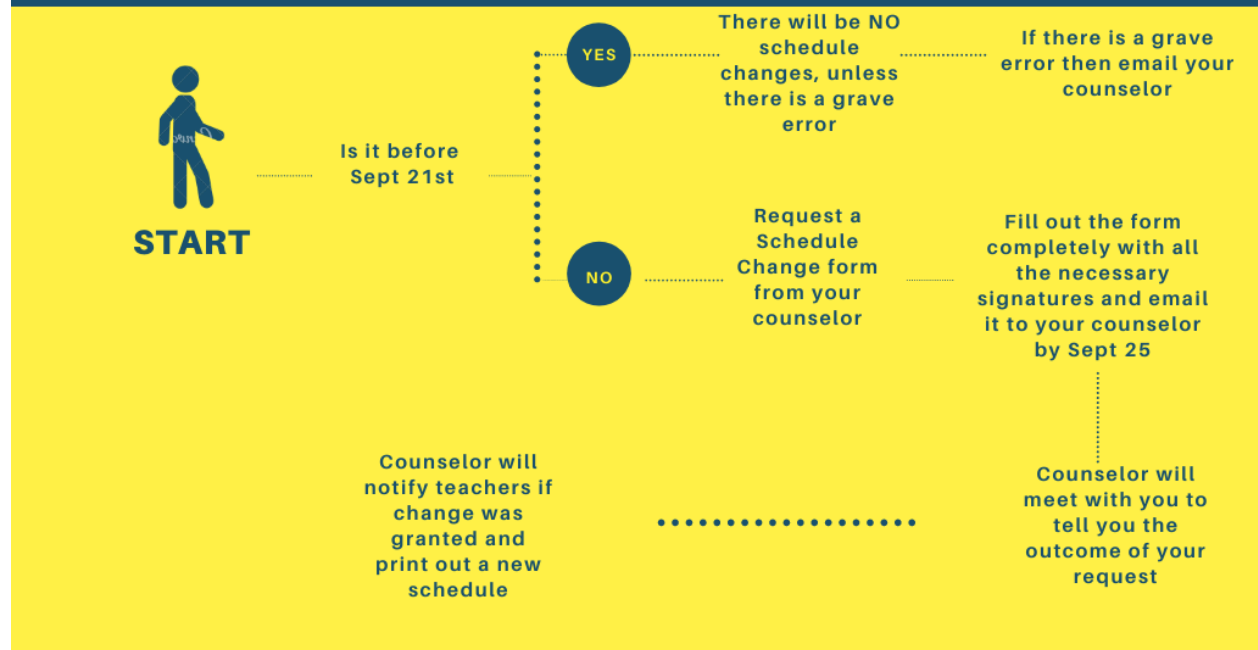 START
Is it before
Sept 21st
YES
There will be NO
schedule
changes, unless
there is a grave
error
If there is a grave
error then email your
counselor
NO
Request a
Schedule
Change form
from your
counselor
Fill out the form
completely with all
the necessary
signatures and email
it to your counselor
by Sept 25
Counselor will
meet with you to
tell you the
outcome of your
request
Counselor will
notify teachers if
change was
granted and
print out a new
schedule